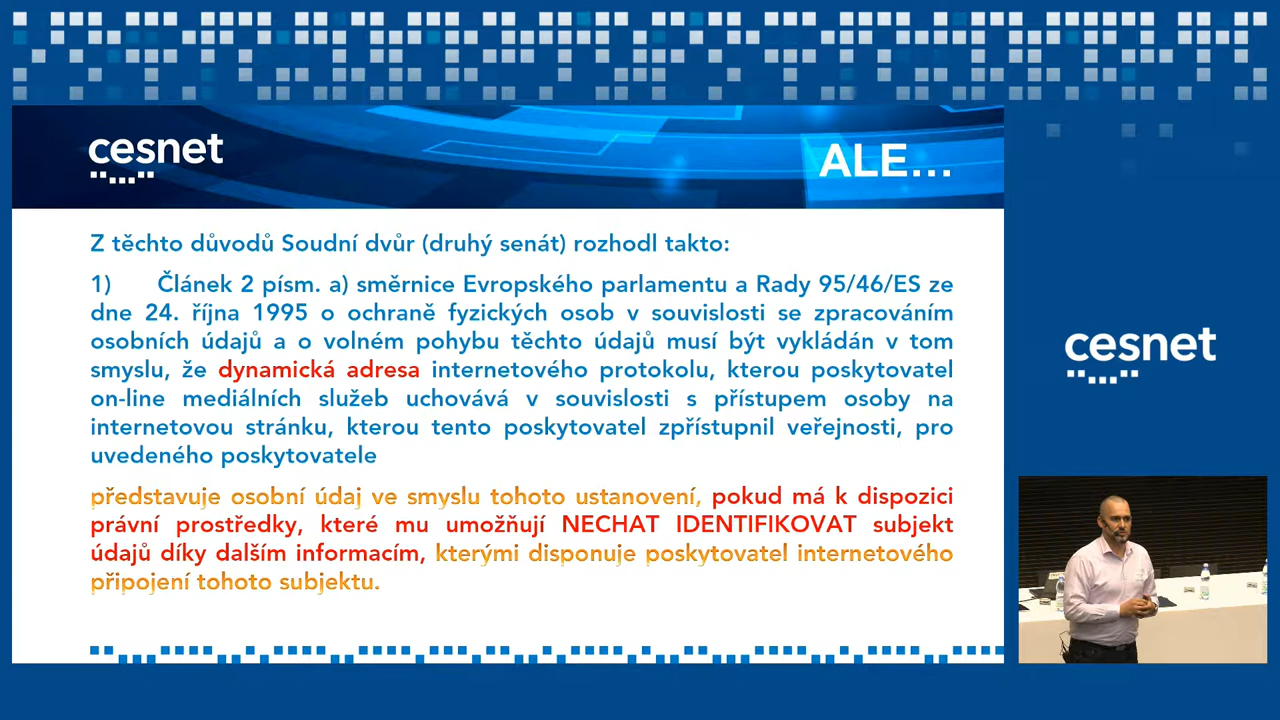 cesnet
ALE...
Z těchto důvodů Soudní dvůr (druhý senát) rozhodl takto:
1) Článek 2 písm. a) směrnice Evropského parlamentu a Rady 95/46/ES ze
dne 24. října 1995 o ochraně fyzických osob v souvislosti se zpracováním
osobních údajů a o volném pohybu těchto údajů musí být vykládán v tom
smyslu, že dynamická adresa internetového protokolu, kterou poskytovatel
on-line mediálních služeb uchovává v souvislosti s přístupem osoby na
internetovou stránku, kterou tento poskytovatel zpřístupnil veřejnosti, pro
uvedeného poskytovatele
představuje osobní údaj ve smyslu tohoto ustanovení, pokud má k dispozici
právní prostředky, které mu umožňují NECHAT IDENTIFIKOVAT subjekt
údajů díky dalším informacím, kterými disponuje poskytovatel internetového
připojení tohoto subjektu.
cesnet